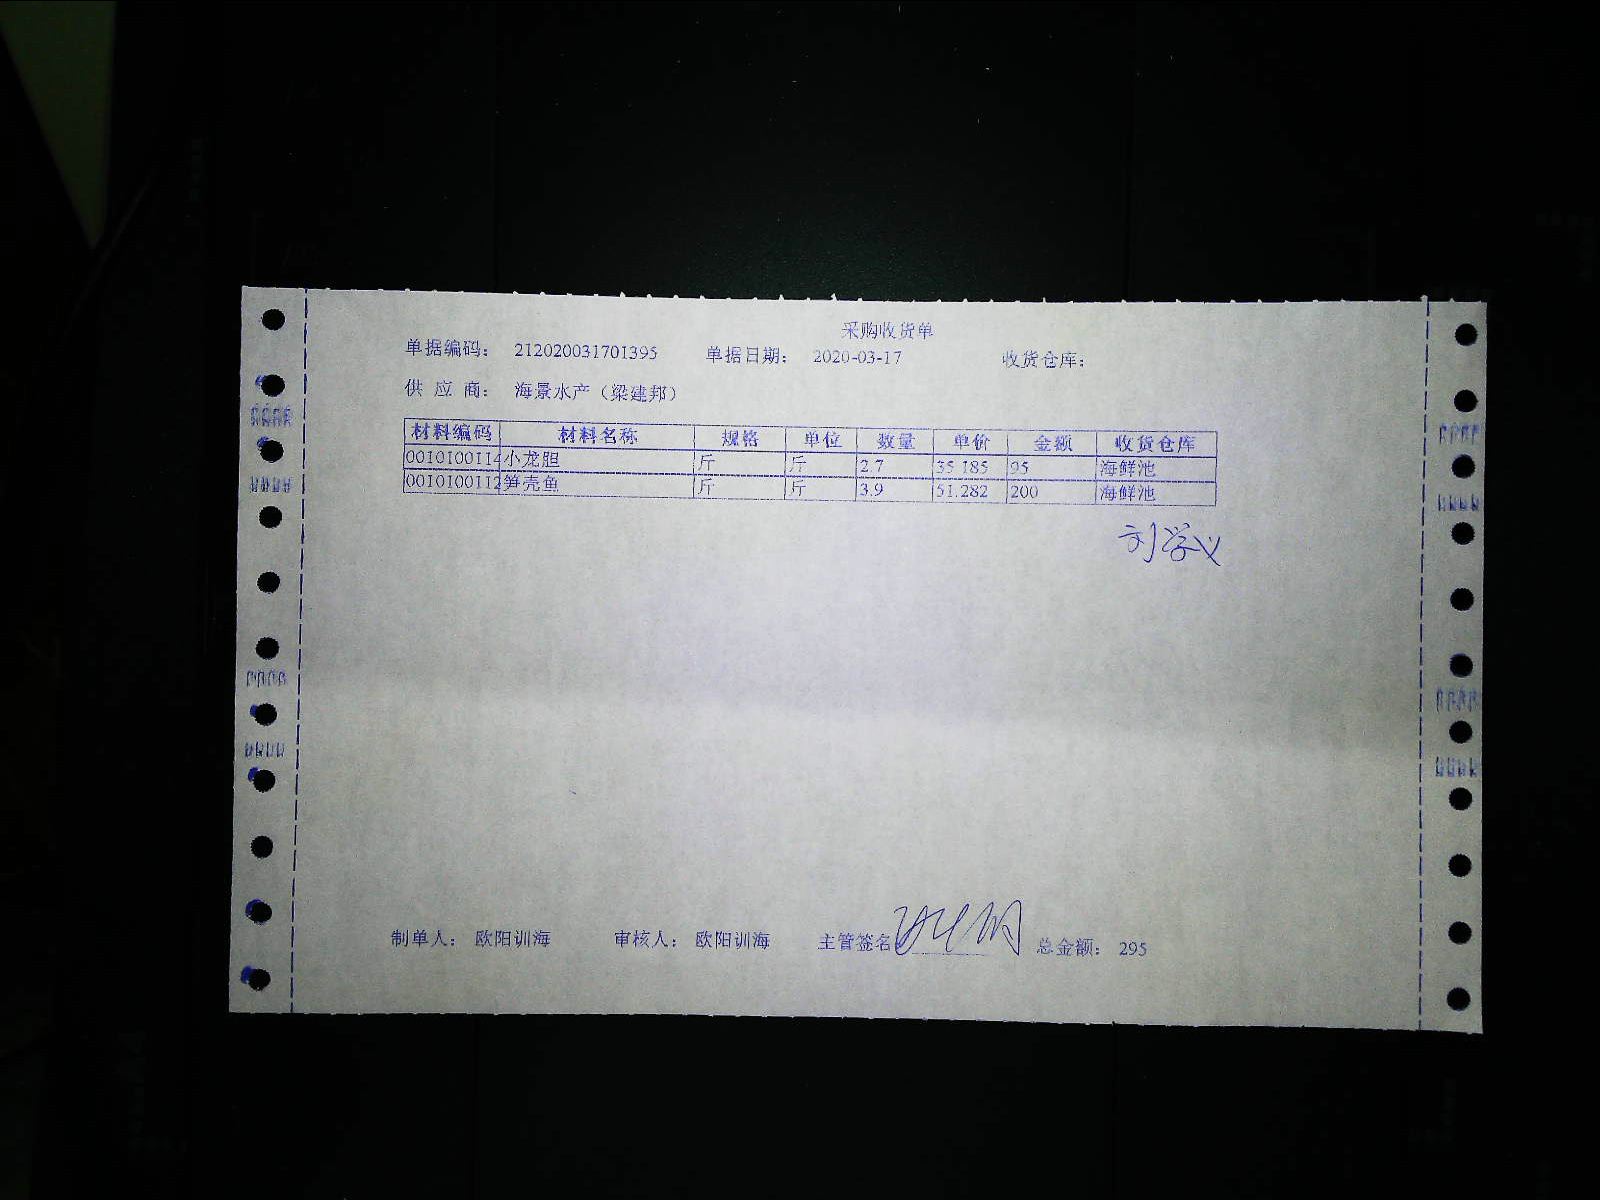 采购收货单
单据编码： 212020031701395 单据日期： 2020-03-17 收货仓库：
供 应 商： 海景水产（梁建邦）
材料编码 材料名称 规格 单位 数量 单价 金额 收货仓库
0010100114 小龙胆 斤 斤 2.7 35.185 95 海鲜池
0010100112 笋壳鱼 斤 斤 3.9 51.282 200 海鲜池
刘学义
制单人： 欧阳训海 审核人： 欧阳训海 主管签名 总金额： 295